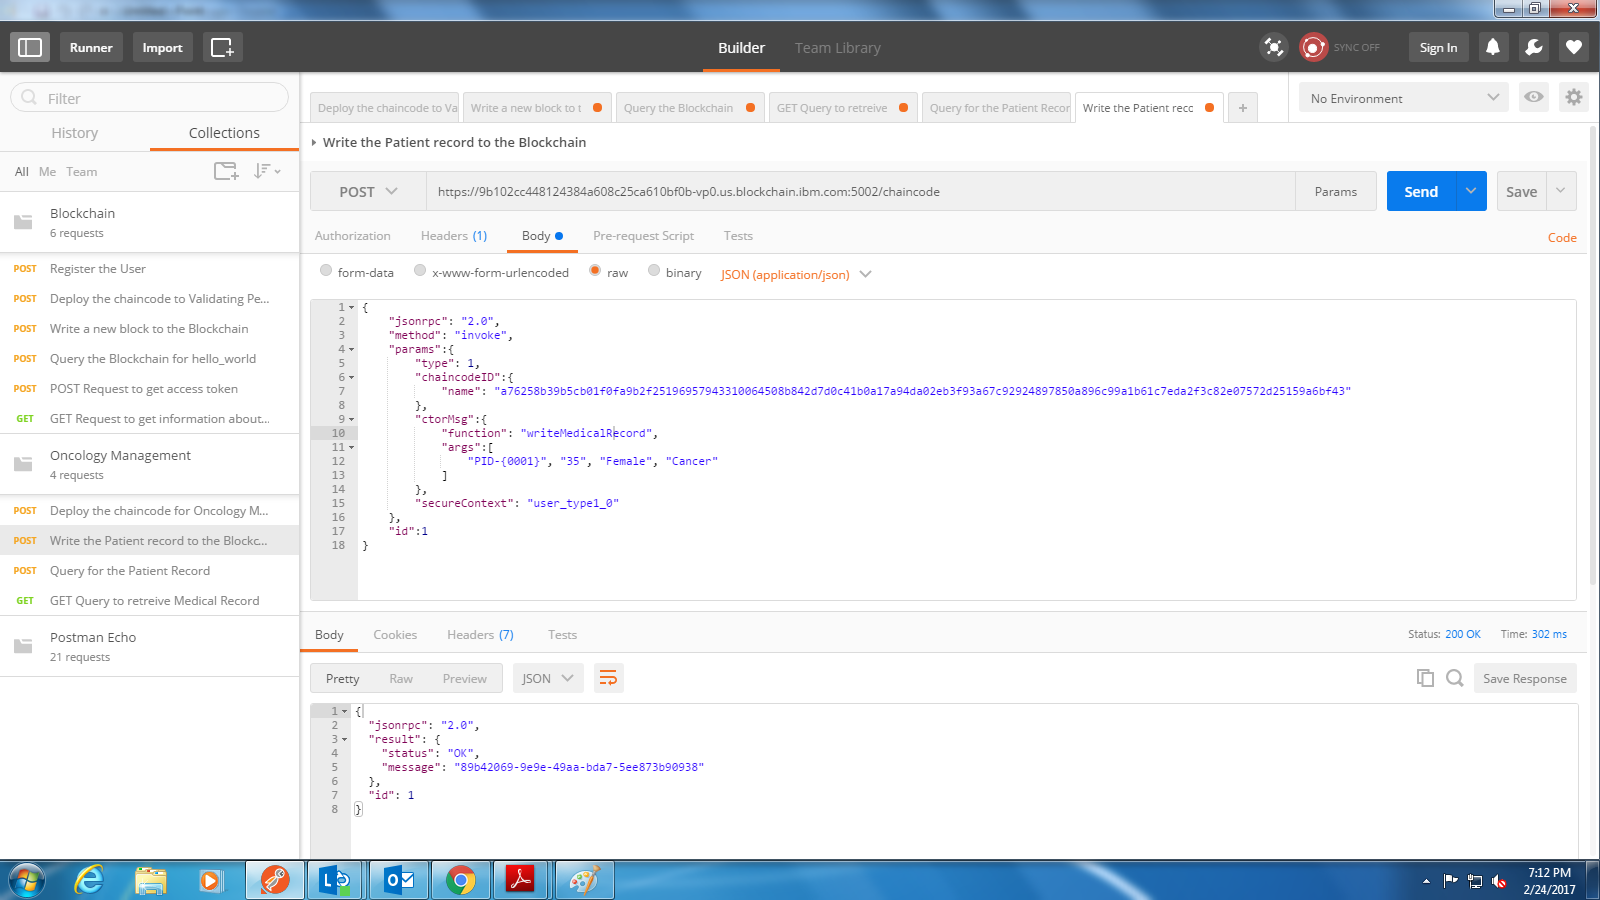 Runner
Import
Builder
Team Library
SYNC OFF
Sign In
Filter
History
Collections
All Me Team
Blockchain
6 requests
POST Register the User
POST Deploy the chaincode to Validating Pe...
POST Write a new block to the Blockchain
POST Query the Blockchain for hello_world
POST POST Request to get access token
GET GET Request to get information about...
Oncology Management
4 requests
POST Deploy the chaincode for Oncology M...
POST Write the Patient record to the Blockc...
POST Query for the Patient Record
GET GET Query to retreive Medical Record
Postman Echo
21 requests
Deploy the chaincode to Va
Write a new block to t
Query the Blockchain
GET Query to retreive
Query for the Patient Recor
Write the Patient recc
+
No Environment
Write the Patient record to the Blockchain
POST
https://9b102cc448124384a608c25ca610bf0b-vp0.us.blockchain.ibm.com:5002/chaincode
Params
Send
Save
Authorization
Headers (1)
Body
Pre-request Script
Tests
Code
form-data
x-www-form-urlencoded
raw
binary
JSON (application/json)
1 {
2 "jsonrpc": "2.0",
3 "method": "invoke",
4 "params":{
5 "type": 1,
6 "chaincodeID":{
7 "name": "a76258b39b5cb01f0fa9b2f25196957943310064508b842d7d0c41b0a17a94da02eb3f93a67c92924897850a896c99a1b61c7eda2f3c82e07572d25159a6bf43"
8 },
9 "ctorMsg":{
10 "function": "writeMedicalRecord",
11 "args":[
12 "PID-{0001}", "35", "Female", "Cancer"
13 ]
14 },
15 "secureContext": "user_type1_0"
16 },
17 "id":1
18 }
Body
Cookies
Headers (7)
Tests
Status: 200 OK
Time: 302 ms
Pretty
Raw
Preview
JSON
Save Response
1 {
2 "jsonrpc": "2.0",
3 "result": {
4 "status": "OK",
5 "message": "89b42069-9e9e-49aa-bda7-5ee873b90938"
6 },
7 "id": 1
8 }
7:12 PM
2/24/2017